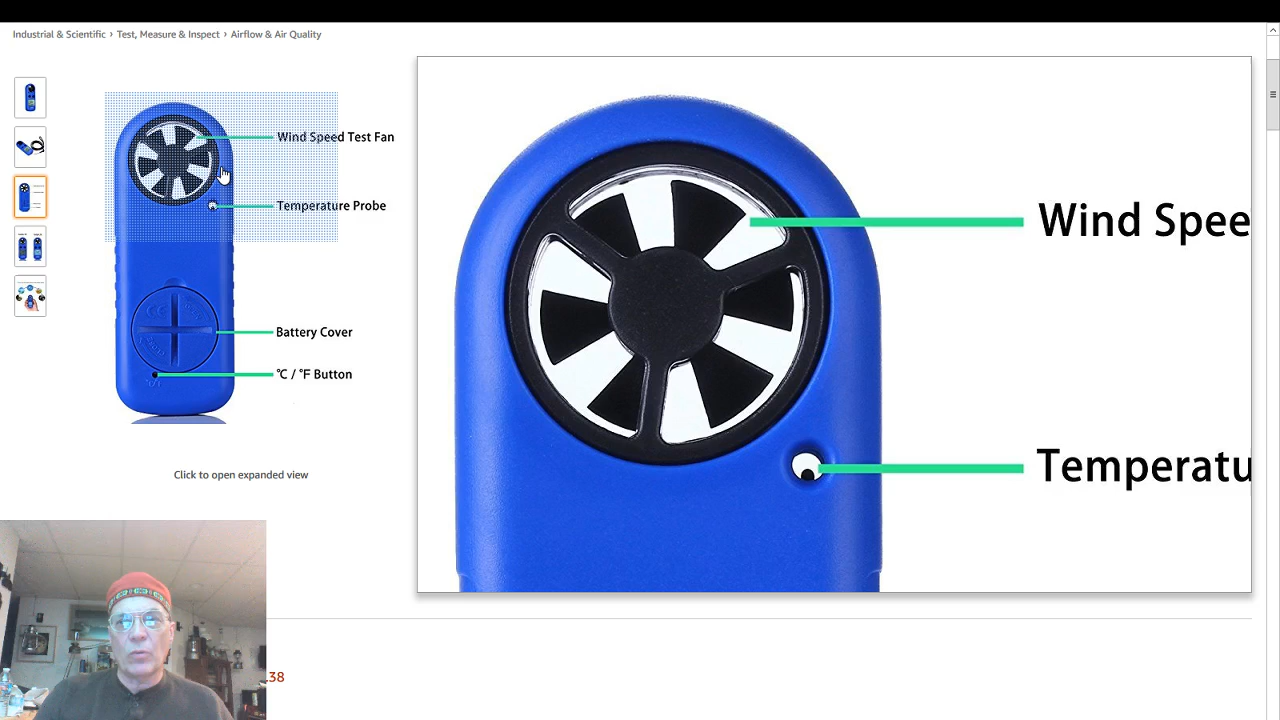 Industrial & Scientific › Test, Measure & Inspect › Airflow & Air Quality
Wind Speed Test Fan
Temperature Probe
Battery Cover
°C / °F Button
Click to open expanded view
Wind Spee
Temperatu
.38